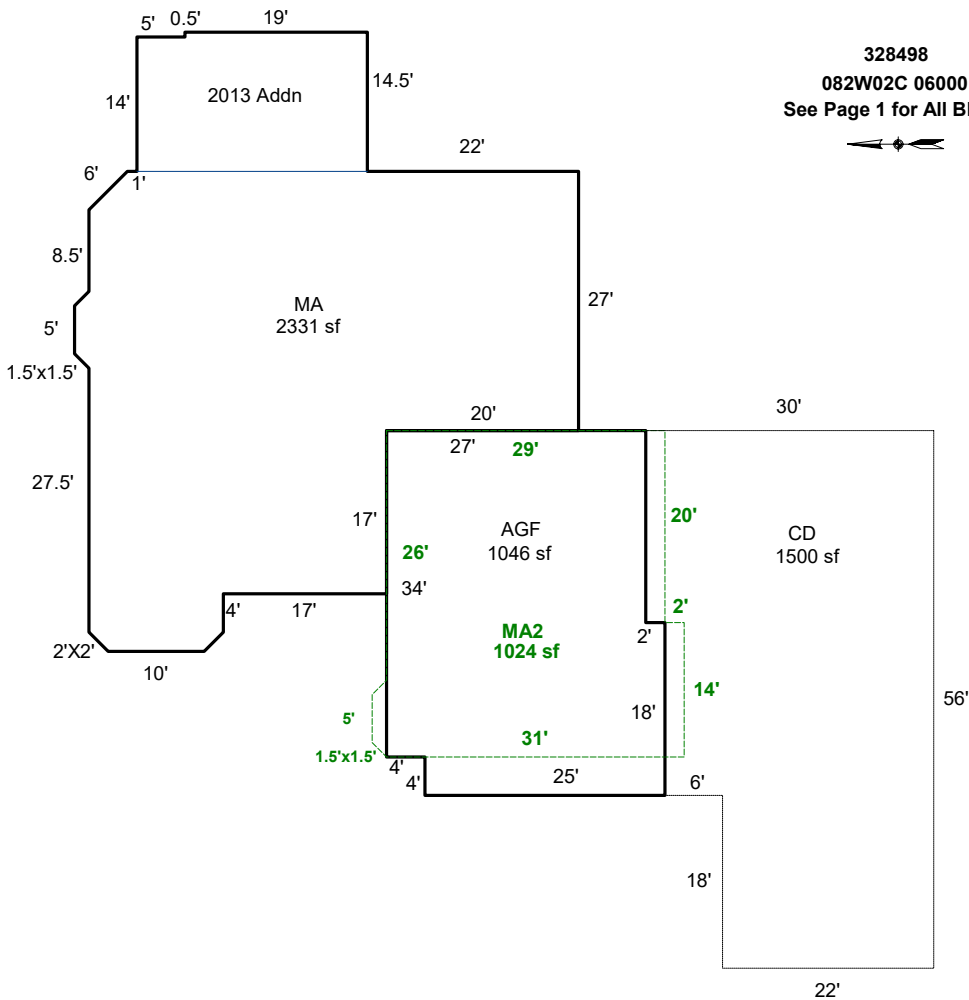 5'
0.5'
19'
328498
082W02C 06000
See Page 1 for All Bl
14'
2013 Addn
14.5'
22'
6'
1'
8.5'
MA
2331 sf
27'
5'
1.5'x1.5'
20'
30'
27'
29'
27.5'
17'
20'
26'
AGF
1046 sf
CD
1500 sf
34'
4'
17'
2'
MA2
1024 sf
2'
2'X2'
10'
14'
56'
5'
18'
31'
1.5'x1.5'
4'
4'
25'
6'
18'
22'